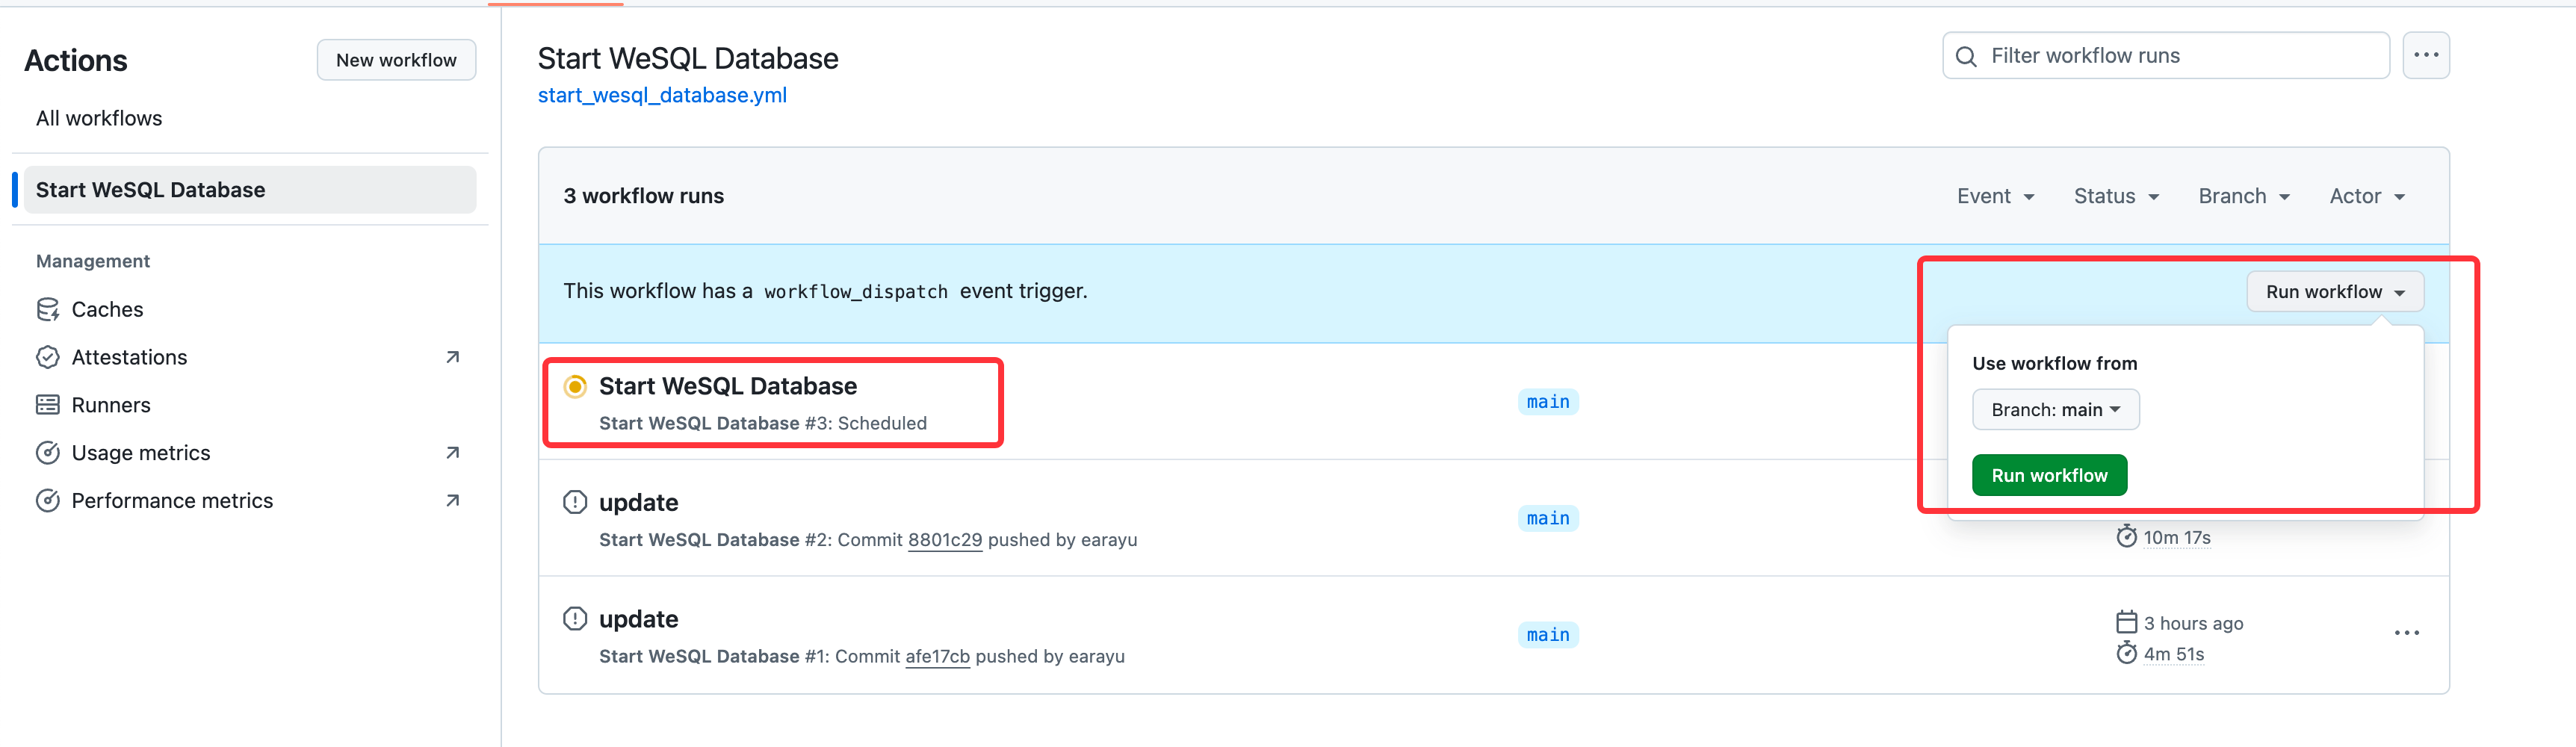 Actions
New workflow
All workflows
Start WeSQL Database
Management
Caches
Attestations
Runners
Usage metrics
Performance metrics
Start WeSQL Database
start_wesql_database.yml
Filter workflow runs
3 workflow runs
Event
Status
Branch
Actor
This workflow has a workflow_dispatch event trigger.
Run workflow
Use workflow from
Branch: main
Run workflow
Start WeSQL Database
Start WeSQL Database #3: Scheduled
main
update
Start WeSQL Database #2: Commit 8801c29 pushed by earayu
main
10m 17s
update
Start WeSQL Database #1: Commit afe17cb pushed by earayu
main
3 hours ago
4m 51s